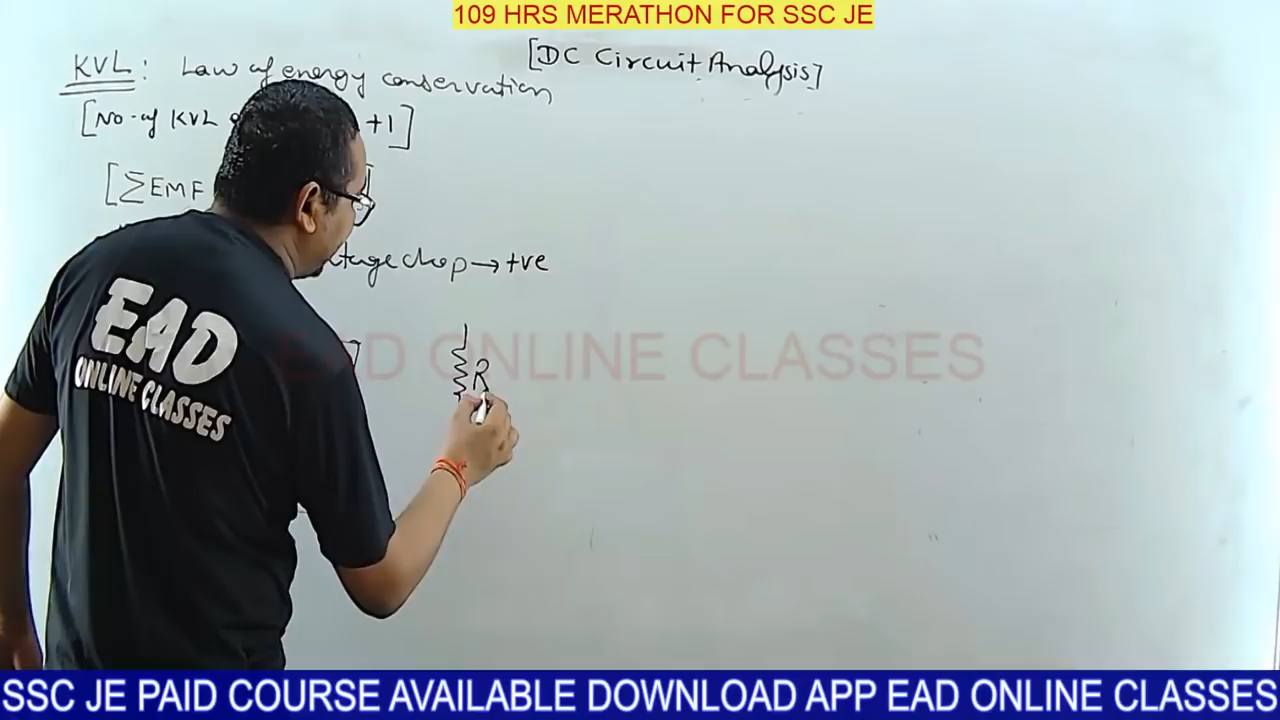 109 HRS MERATHON FOR SSC JE
[DC Circuit Analysis]
KVL: Law of energy conservation
[No. of KVL +1]
[∑EMF ]
drop → +ve
R
EAD
ONLINE CLASSES
EAD ONLINE CLASSES
SSC JE PAID COURSE AVAILABLE DOWNLOAD APP EAD ONLINE CLASSES